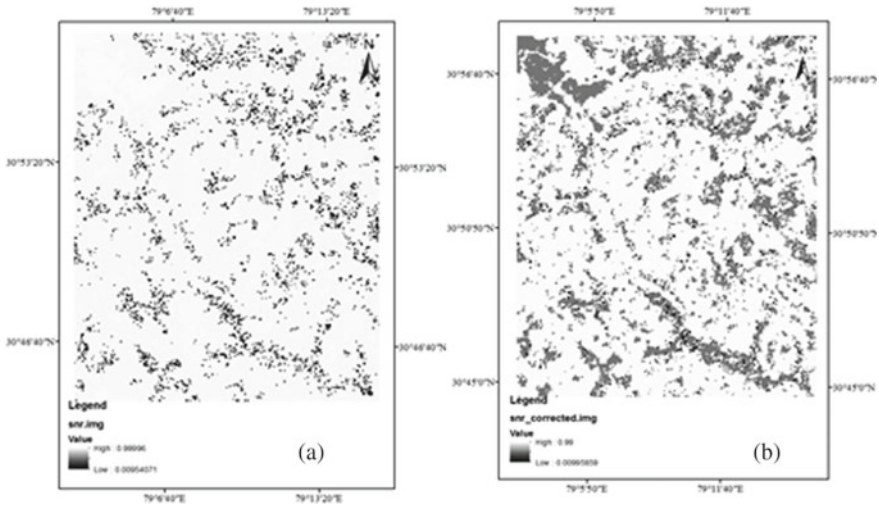 79°6'40"E 79°13'20"E
N
30°53'20"N 30°53'20"N
30°46'40"N 30°46'40"N
Legend
snr.img
Value
High : 0.99996
Low : 0.00954071
(a)
79°6'40"E 79°13'20"E
79°5'50"E 79°11'40"E
N
30°56'40"N 30°56'40"N
30°50'50"N 30°50'50"N
30°45'0"N 30°45'0"N
Legend
snr_corrected.img
Value
High : 0.99
Low : 0.00995859
(b)
79°5'50"E 79°11'40"E